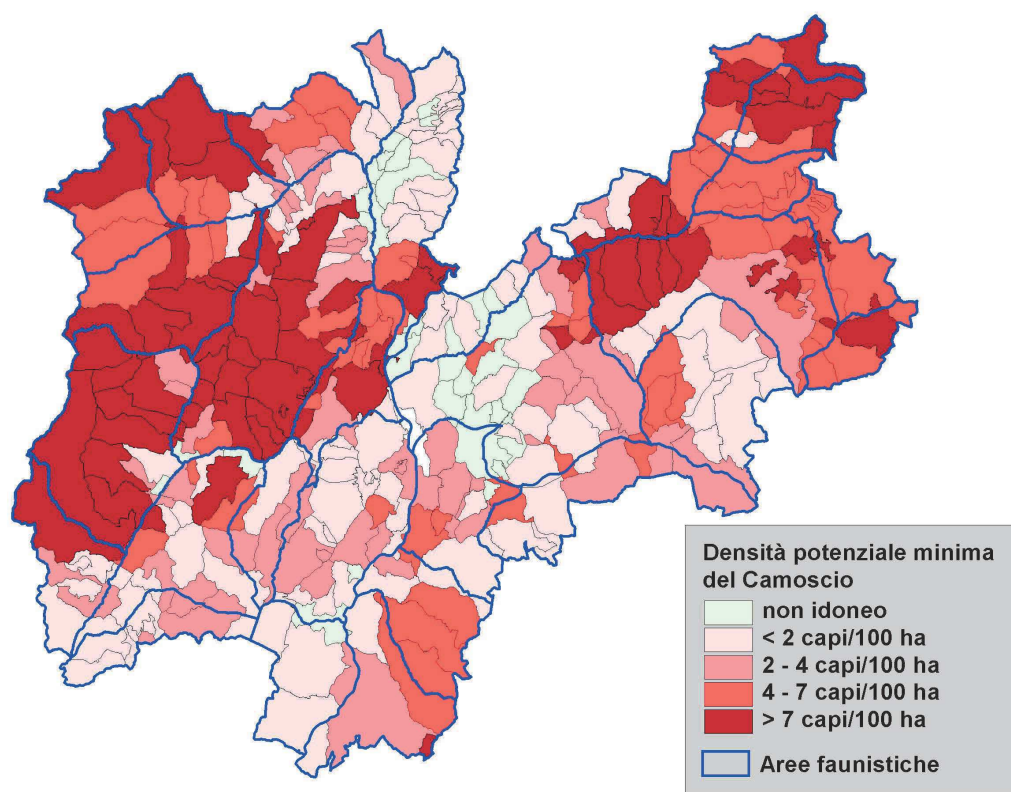 Densità potenziale minima
del Camoscio
non idoneo
< 2 capi/100 ha
2 - 4 capi/100 ha
4 - 7 capi/100 ha
> 7 capi/100 ha
Aree faunistiche